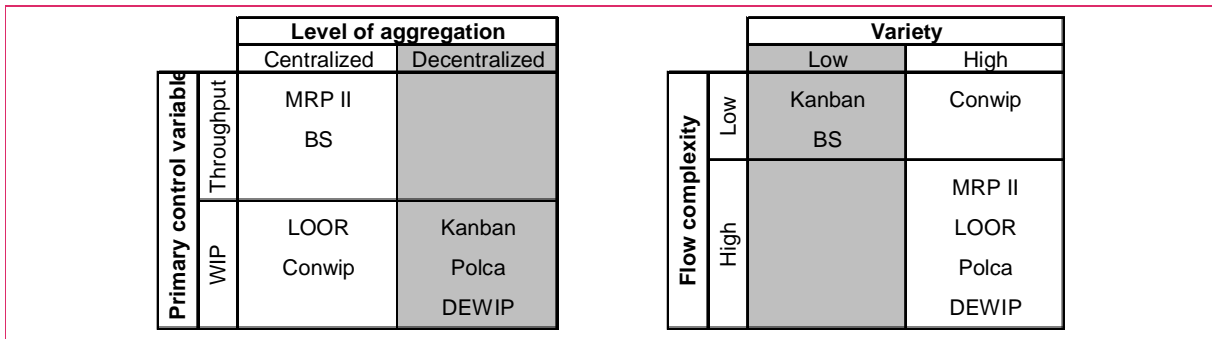 Level of aggregation
Centralized Decentralized
Primary control variable
Throughput
MRP II
BS
WIP
LOOR Kanban
Conwip Polca
DEWIP
Variety
Low High
Flow complexity
Low
Kanban Conwip
BS
High
MRP II
LOOR
Polca
DEWIP